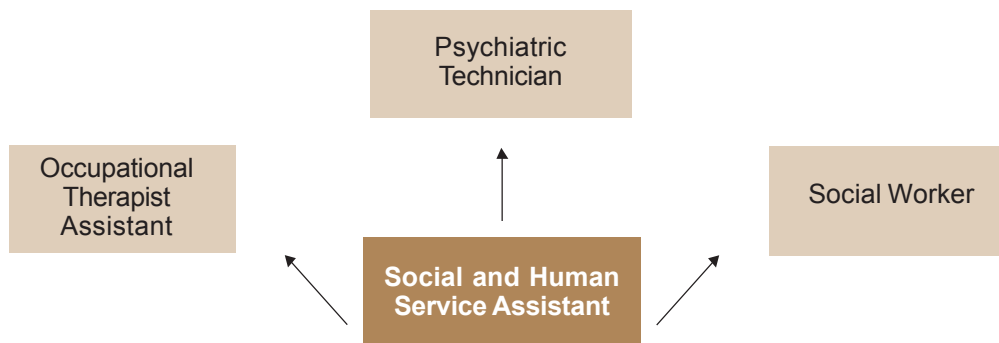 Psychiatric
Technician
Occupational
Therapist
Assistant
Social Worker
Social and Human
Service Assistant